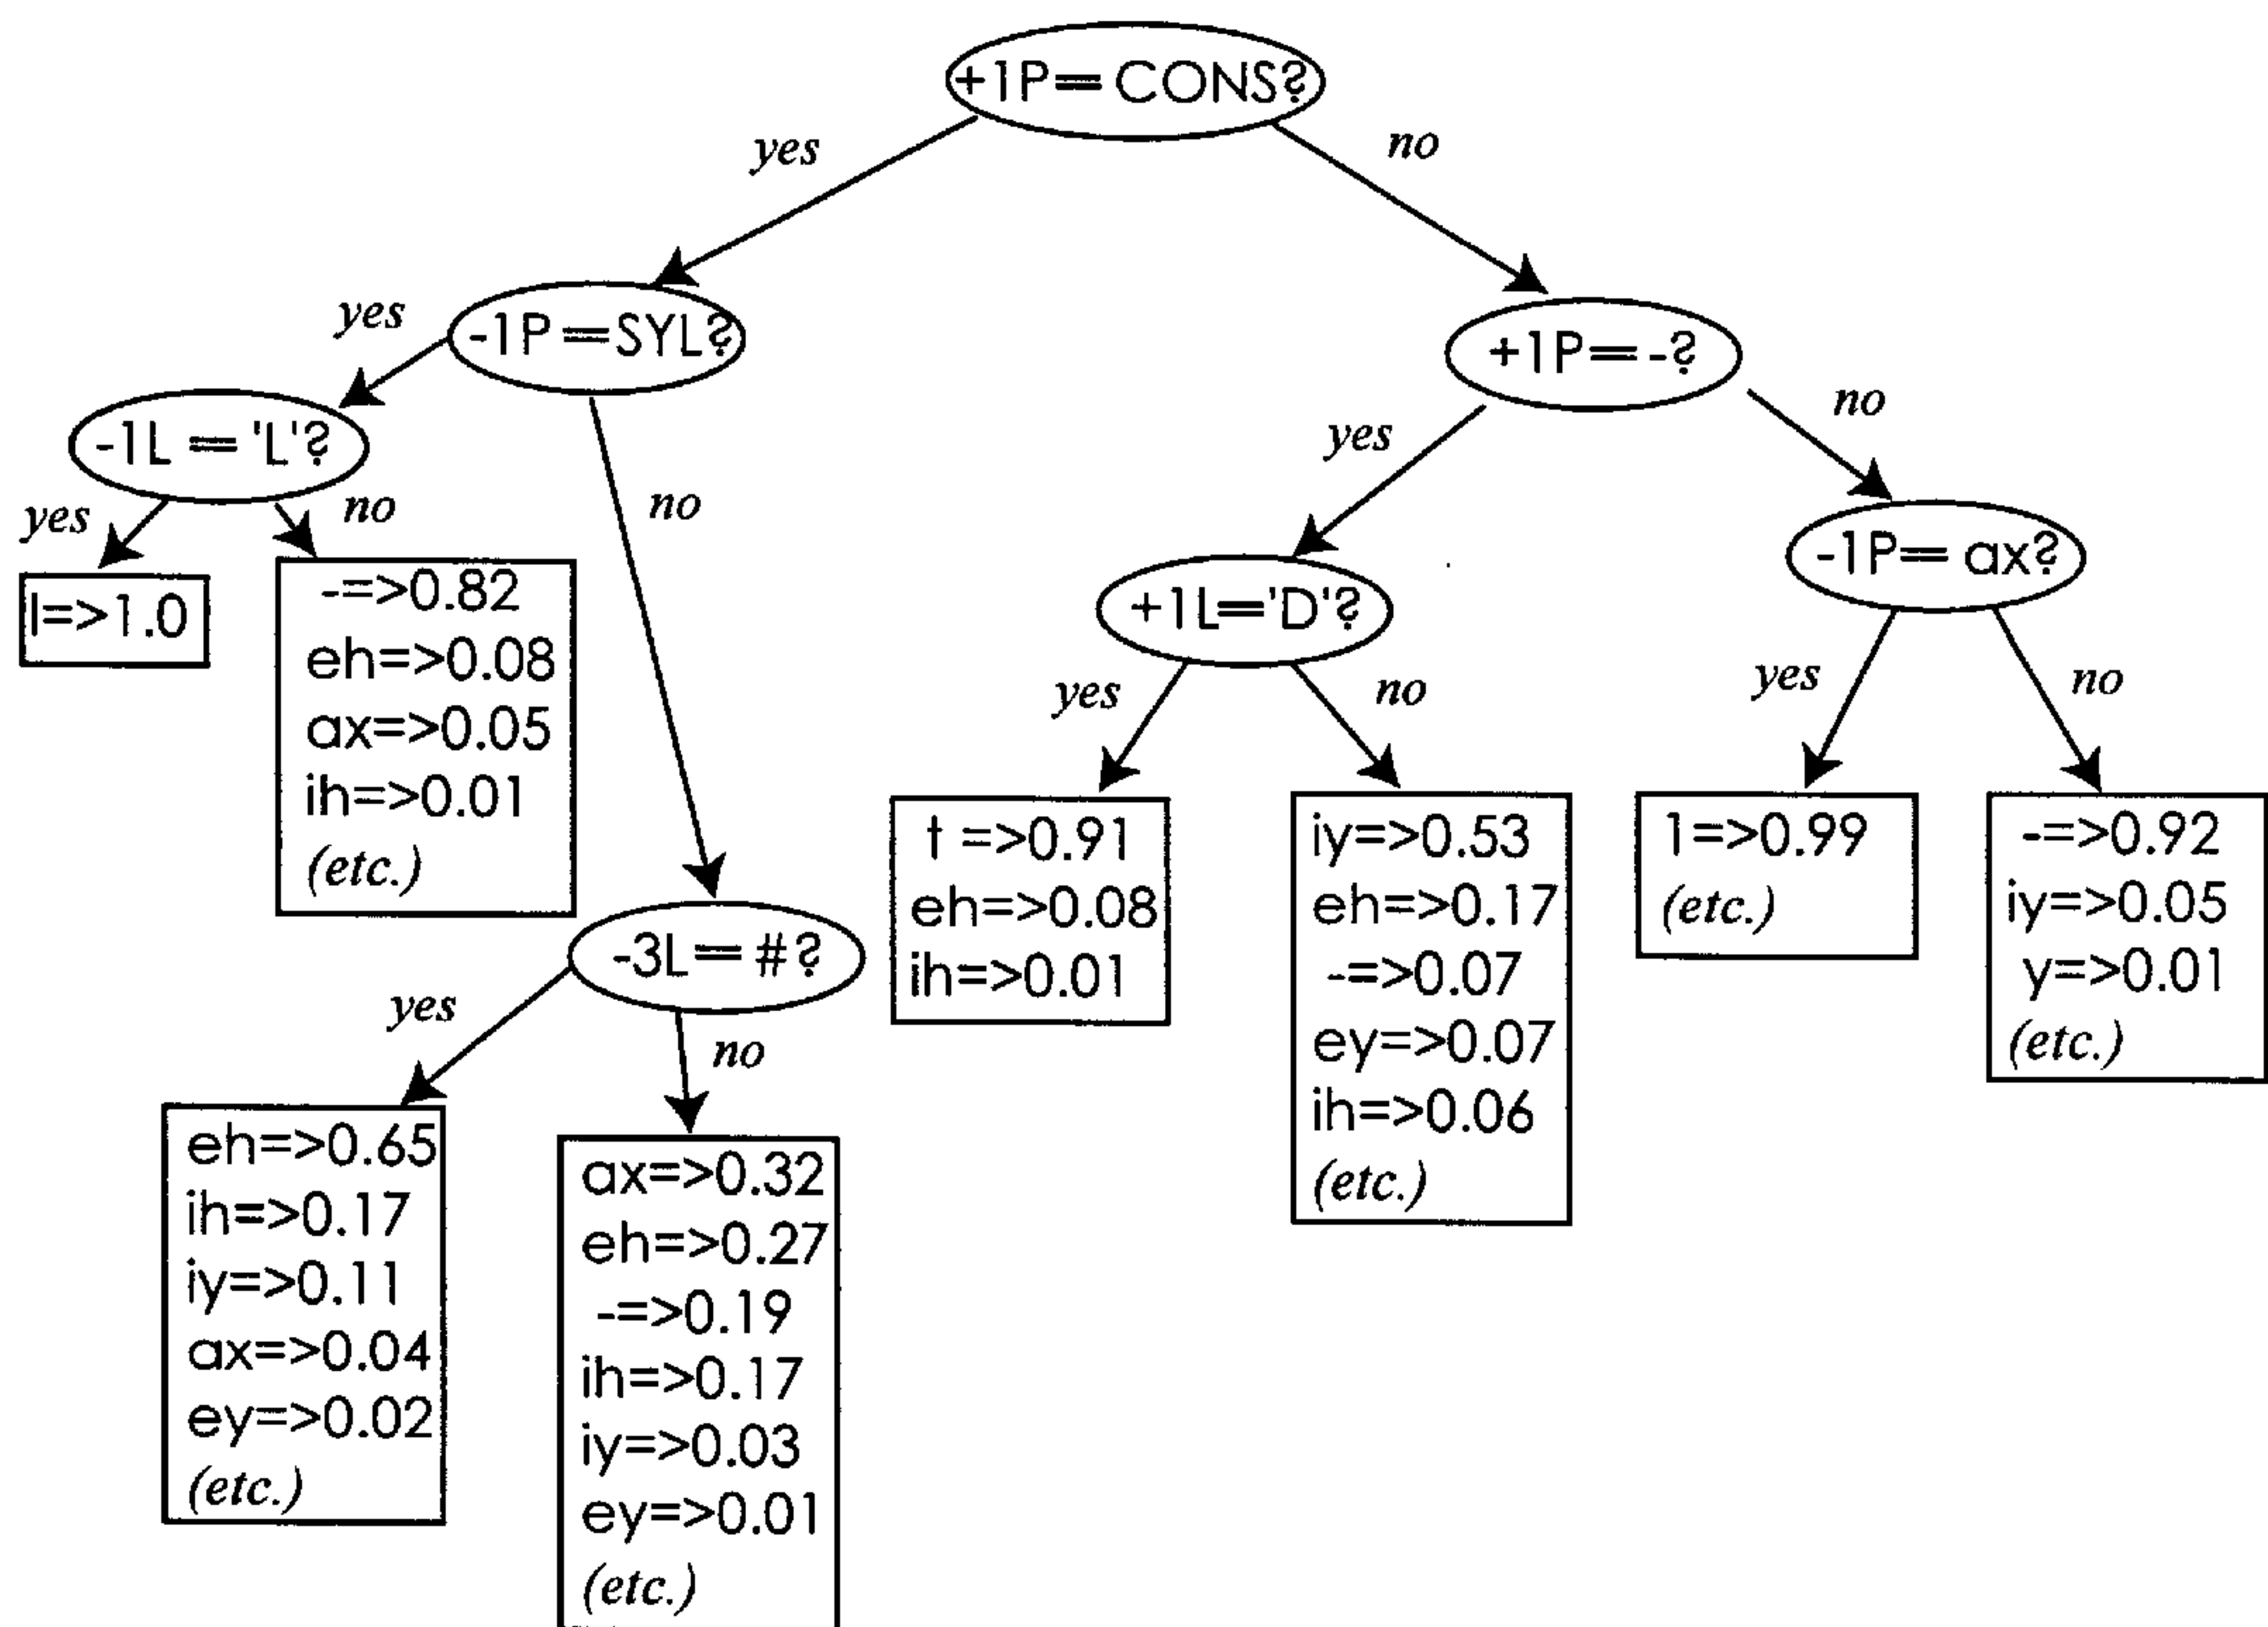 +1P== CONS?
yes
no
-1P==SYL?
+1P== -?
yes
no
yes
no
-1L == 'L'?
yes
no
l=>1.0
-=>0.82
eh=>0.08
ax=>0.05
ih=>0.01
(etc.)
-3L== #?
yes
no
eh=>0.65
ih=>0.17
iy=>0.11
ax=>0.04
ey=>0.02
(etc.)
ax=>0.32
eh=>0.27
-=>0.19
ih=>0.17
iy=>0.03
ey=>0.01
(etc.)
+1L=='D'?
yes
no
t =>0.91
eh=>0.08
ih=>0.01
iy=>0.53
eh=>0.17
-=>0.07
ey=>0.07
ih=>0.06
(etc.)
-1P== ax?
yes
no
1=>0.99
(etc.)
-=>0.92
iy=>0.05
y=>0.01
(etc.)